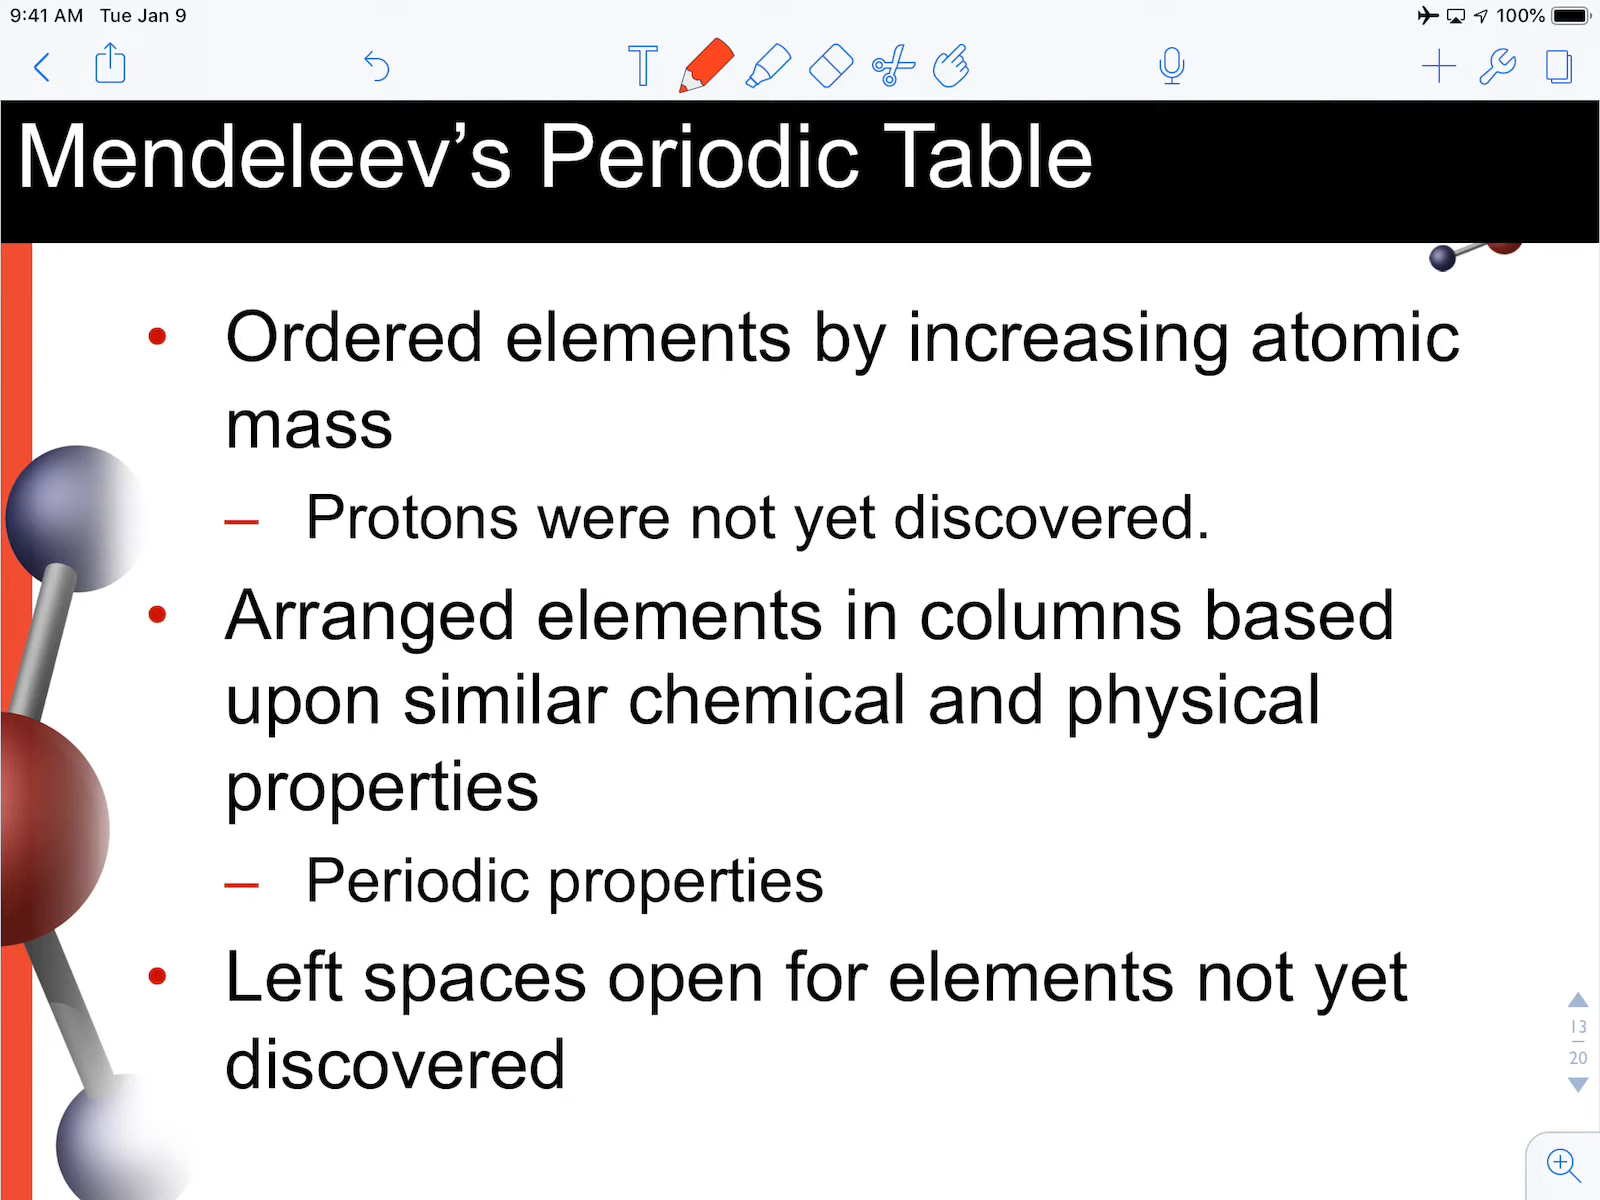 9:41 AM Tue Jan 9 100%
T
Mendeleev’s Periodic Table
• Ordered elements by increasing atomic
mass
– Protons were not yet discovered.
• Arranged elements in columns based
upon similar chemical and physical
properties
– Periodic properties
• Left spaces open for elements not yet
discovered
13
20